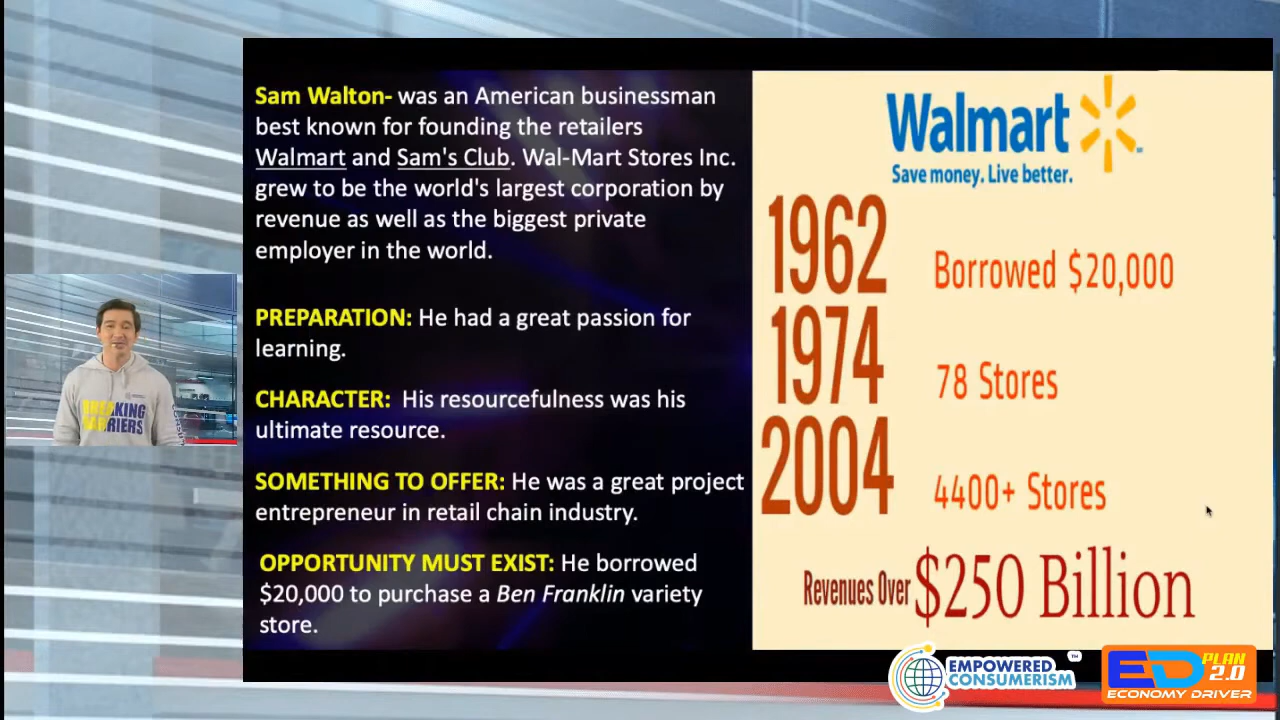 Sam Walton- was an American businessman
best known for founding the retailers
Walmart and Sam's Club. Wal-Mart Stores Inc.
grew to be the world's largest corporation by
revenue as well as the biggest private
employer in the world.
PREPARATION: He had a great passion for
learning.
CHARACTER: His resourcefulness was his
ultimate resource.
SOMETHING TO OFFER: He was a great project
entrepreneur in retail chain industry.
OPPORTUNITY MUST EXIST: He borrowed
$20,000 to purchase a Ben Franklin variety
store.
Walmart
Save money. Live better.
1962 Borrowed $20,000
1974 78 Stores
2004 4400+ Stores
Revenues Over $250 Billion
BREAKING
BARRIERS
EMPOWERED
CONSUMERISM™
ED PLAN 2.0
ECONOMY DRIVER